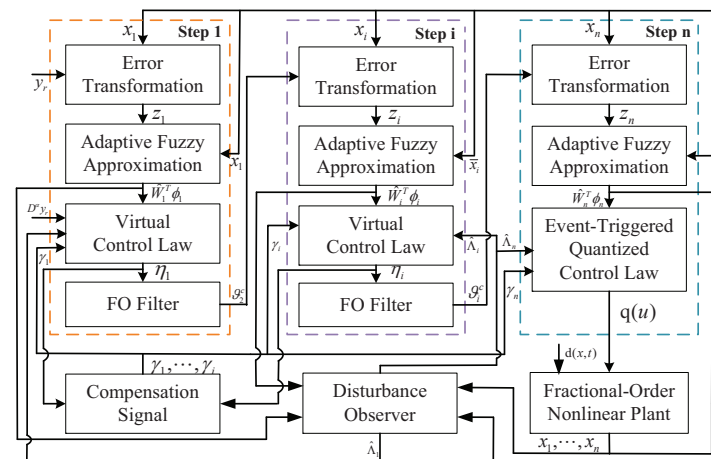 x₁
Step 1
Error
Transformation
yᵣ
z₁
Adaptive Fuzzy
Approximation
x₁
Ŵ₁ᵀϕ₁
Dᵅyᵣ
Virtual
Control Law
γ₁
η₁
FO Filter
ϑ₂ᶜ
γ₁,⋯,γᵢ
Compensation
Signal
xᵢ
Step i
Error
Transformation
zᵢ
Adaptive Fuzzy
Approximation
x̄ᵢ
Ŵᵢᵀϕᵢ
Virtual
Control Law
γᵢ
Λ̂ᵢ
ηᵢ
FO Filter
ϑᵢᶜ
Disturbance
Observer
Λ̂₁
xₙ
Step n
Error
Transformation
zₙ
Adaptive Fuzzy
Approximation
Ŵₙᵀϕₙ
Λ̂ₙ
Event-Triggered
Quantized
Control Law
γₙ
q(u)
d(x,t)
Fractional-Order
Nonlinear Plant
x₁,⋯,xₙ